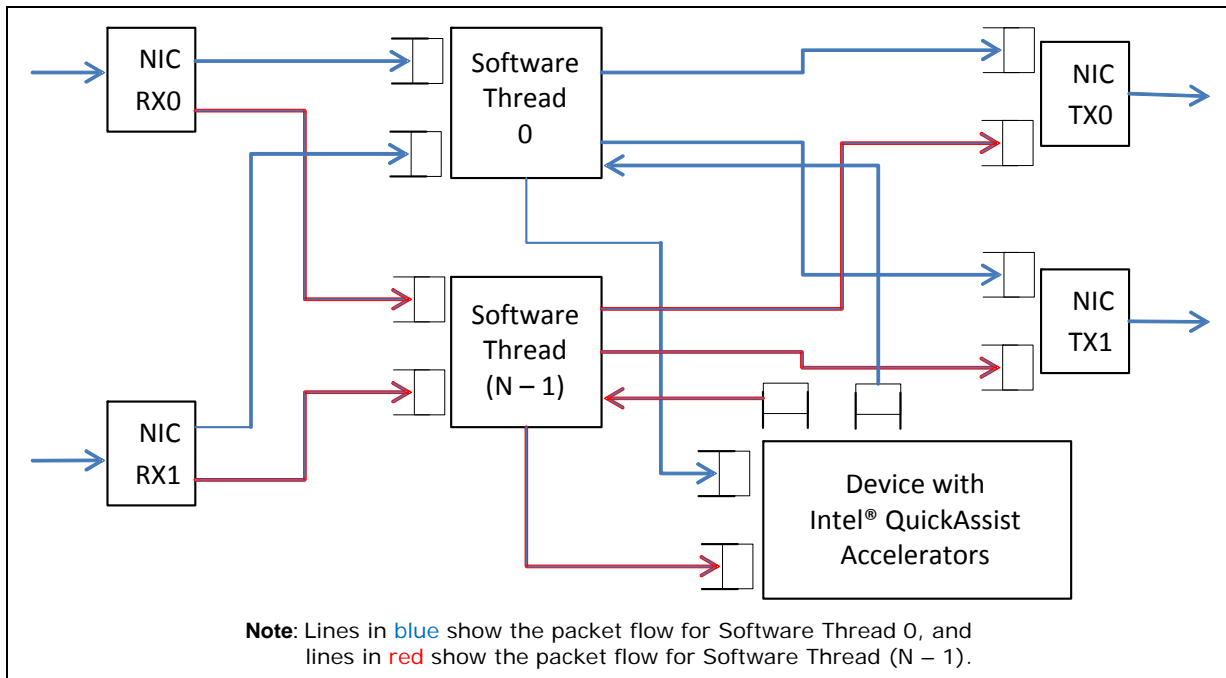 NIC
RX0
Software
Thread
0
NIC
TX0
Software
Thread
(N – 1)
NIC
TX1
NIC
RX1
Device with
Intel® QuickAssist
Accelerators
Note: Lines in blue show the packet flow for Software Thread 0, and
lines in red show the packet flow for Software Thread (N – 1).